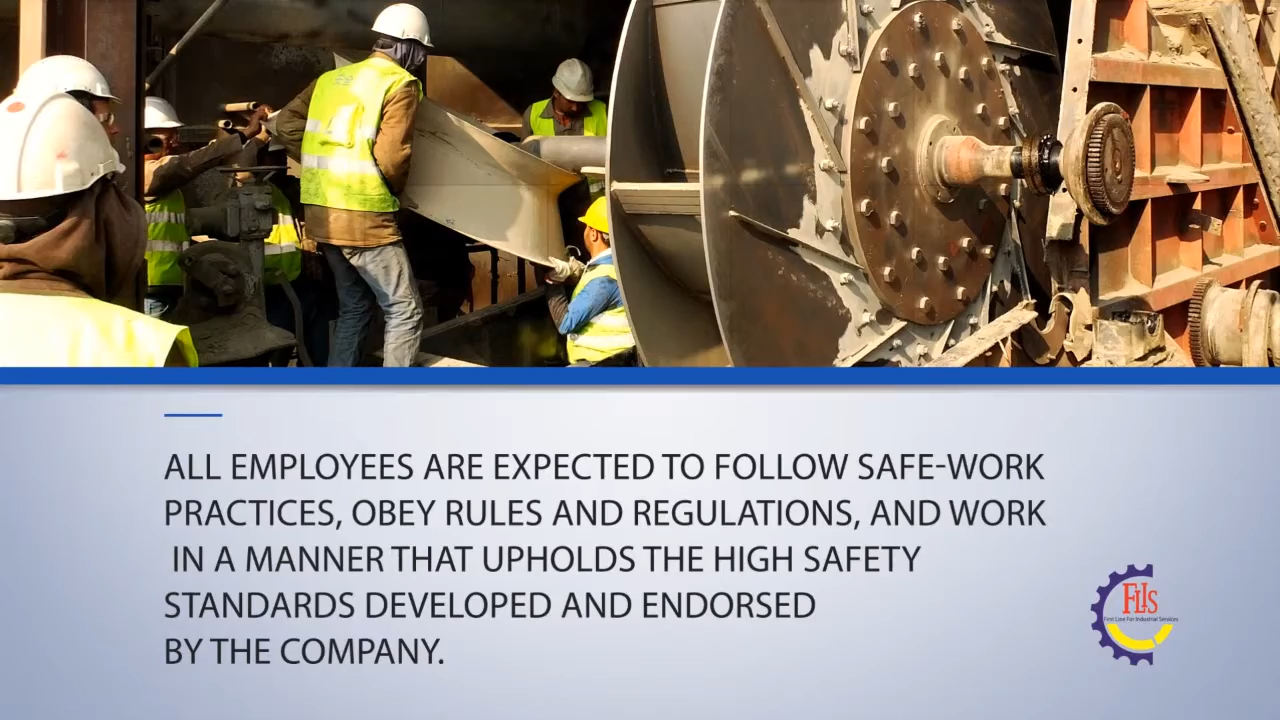 ALL EMPLOYEES ARE EXPECTED TO FOLLOW SAFE-WORK
PRACTICES, OBEY RULES AND REGULATIONS, AND WORK
IN A MANNER THAT UPHOLDS THE HIGH SAFETY
STANDARDS DEVELOPED AND ENDORSED
BY THE COMPANY.
FLIS
First Line For Industrial Services